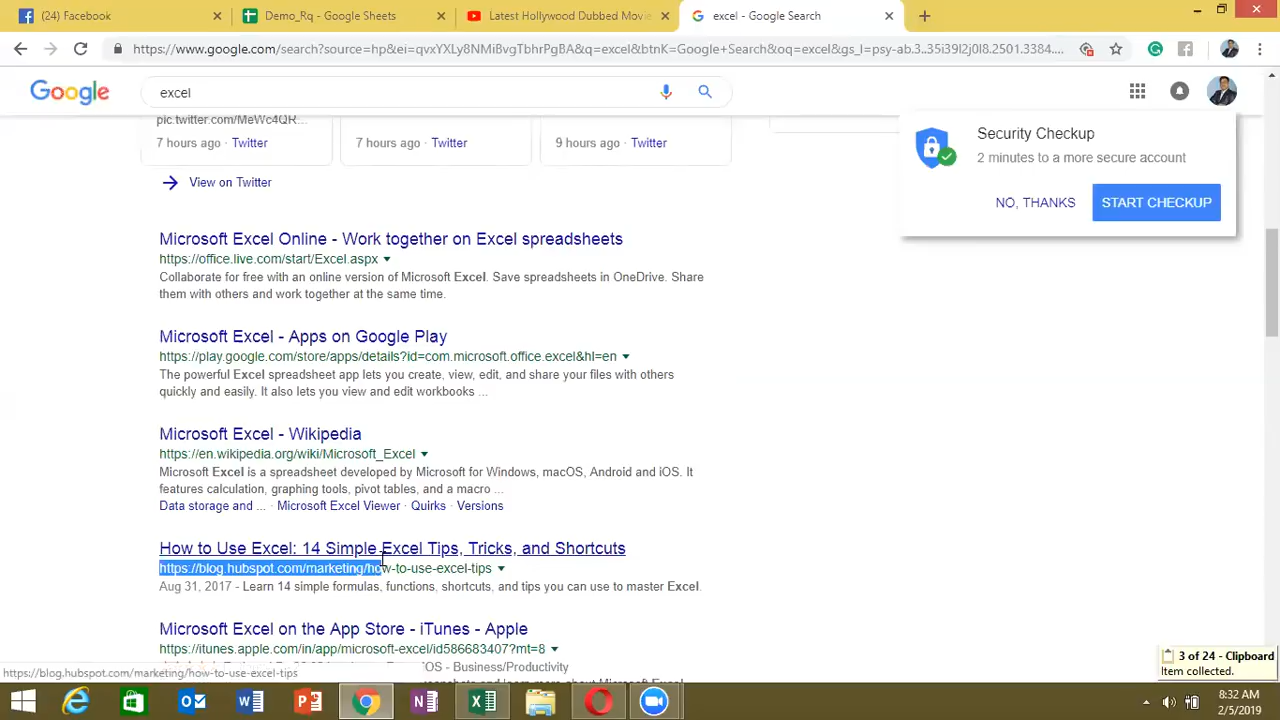 (24) Facebook
Demo_Rq - Google Sheets
Latest Hollywood Dubbed Movie
excel - Google Search
https://www.google.com/search?source=hp&ei=qvxYXLy8NMiBvgTbhrPgBA&q=excel&btnK=Google+Search&oq=excel&gs_l=psy-ab.3..35i39l2j0l8.2501.3384....
Google
excel
pic.twitter.com/MeWc4QR...
7 hours ago · Twitter
7 hours ago · Twitter
9 hours ago · Twitter
View on Twitter
Security Checkup
2 minutes to a more secure account
NO, THANKS
START CHECKUP
Microsoft Excel Online - Work together on Excel spreadsheets
https://office.live.com/start/Excel.aspx
Collaborate for free with an online version of Microsoft Excel. Save spreadsheets in OneDrive. Share
them with others and work together at the same time.
Microsoft Excel - Apps on Google Play
https://play.google.com/store/apps/details?id=com.microsoft.office.excel&hl=en
The powerful Excel spreadsheet app lets you create, view, edit, and share your files with others
quickly and easily. It also lets you view and edit workbooks ...
Microsoft Excel - Wikipedia
https://en.wikipedia.org/wiki/Microsoft_Excel
Microsoft Excel is a spreadsheet developed by Microsoft for Windows, macOS, Android and iOS. It
features calculation, graphing tools, pivot tables, and a macro ...
Data storage and ... · Microsoft Excel Viewer · Quirks · Versions
How to Use Excel: 14 Simple Excel Tips, Tricks, and Shortcuts
https://blog.hubspot.com/marketing/how-to-use-excel-tips
Aug 31, 2017 - Learn 14 simple formulas, functions, shortcuts, and tips you can use to master Excel.
Microsoft Excel on the App Store - iTunes - Apple
https://itunes.apple.com/in/app/microsoft-excel/id586683407?mt=8
iOS - Business/Productivity
https://blog.hubspot.com/marketing/how-to-use-excel-tips
3 of 24 - Clipboard
Item collected.
8:32 AM
2/5/2019